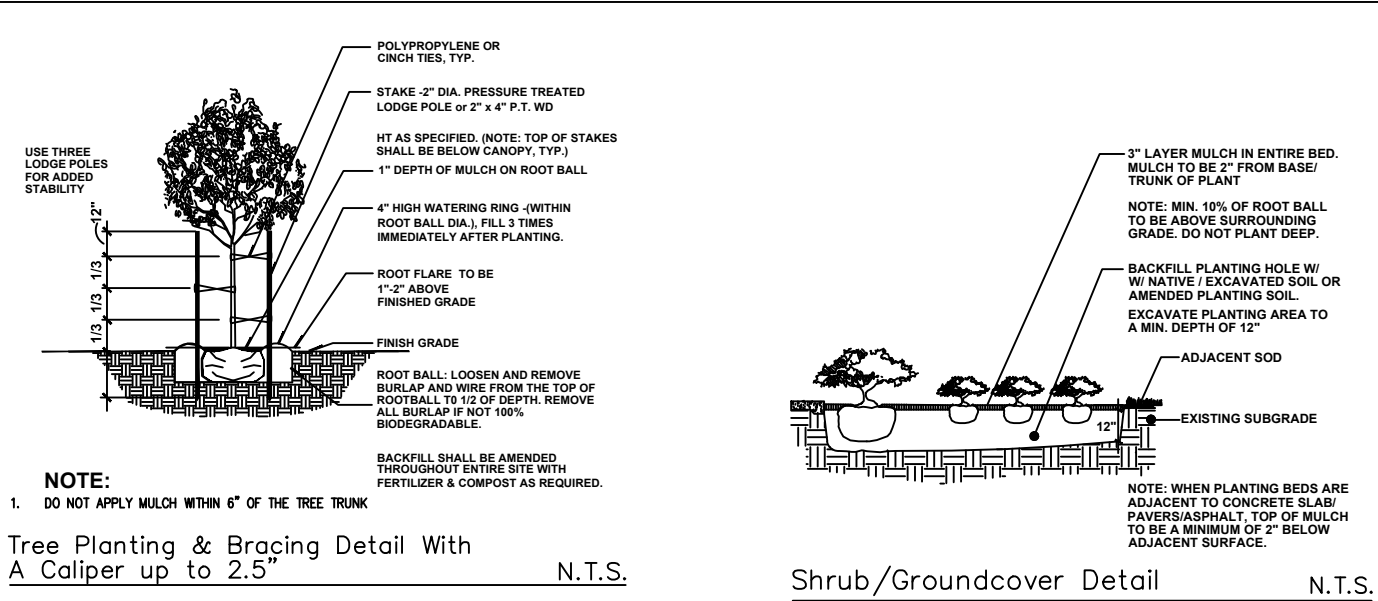 POLYPROPYLENE OR
CINCH TIES, TYP.
STAKE -2" DIA. PRESSURE TREATED
LODGE POLE or 2" x 4" P.T. WD
HT AS SPECIFIED. (NOTE: TOP OF STAKES
SHALL BE BELOW CANOPY, TYP.)
USE THREE
LODGE POLES
FOR ADDED
STABILITY
12"
1/3
1/3
1/3
1" DEPTH OF MULCH ON ROOT BALL
4" HIGH WATERING RING -(WITHIN
ROOT BALL DIA.), FILL 3 TIMES
IMMEDIATELY AFTER PLANTING.
ROOT FLARE TO BE
1"-2" ABOVE
FINISHED GRADE
FINISH GRADE
ROOT BALL: LOOSEN AND REMOVE
BURLAP AND WIRE FROM THE TOP OF
ROOTBALL T0 1/2 OF DEPTH. REMOVE
ALL BURLAP IF NOT 100%
BIODEGRADABLE.
BACKFILL SHALL BE AMENDED
THROUGHOUT ENTIRE SITE WITH
FERTILIZER & COMPOST AS REQUIRED.
NOTE:
1. DO NOT APPLY MULCH WITHIN 6" OF THE TREE TRUNK
Tree Planting & Bracing Detail With
A Caliper up to 2.5" N.T.S.
3" LAYER MULCH IN ENTIRE BED.
MULCH TO BE 2" FROM BASE/
TRUNK OF PLANT
NOTE: MIN. 10% OF ROOT BALL
TO BE ABOVE SURROUNDING
GRADE. DO NOT PLANT DEEP.
BACKFILL PLANTING HOLE W/
W/ NATIVE / EXCAVATED SOIL OR
AMENDED PLANTING SOIL.
EXCAVATE PLANTING AREA TO
A MIN. DEPTH OF 12"
ADJACENT SOD
EXISTING SUBGRADE
12"
NOTE: WHEN PLANTING BEDS ARE
ADJACENT TO CONCRETE SLAB/
PAVERS/ASPHALT, TOP OF MULCH
TO BE A MINIMUM OF 2" BELOW
ADJACENT SURFACE.
Shrub/Groundcover Detail N.T.S.